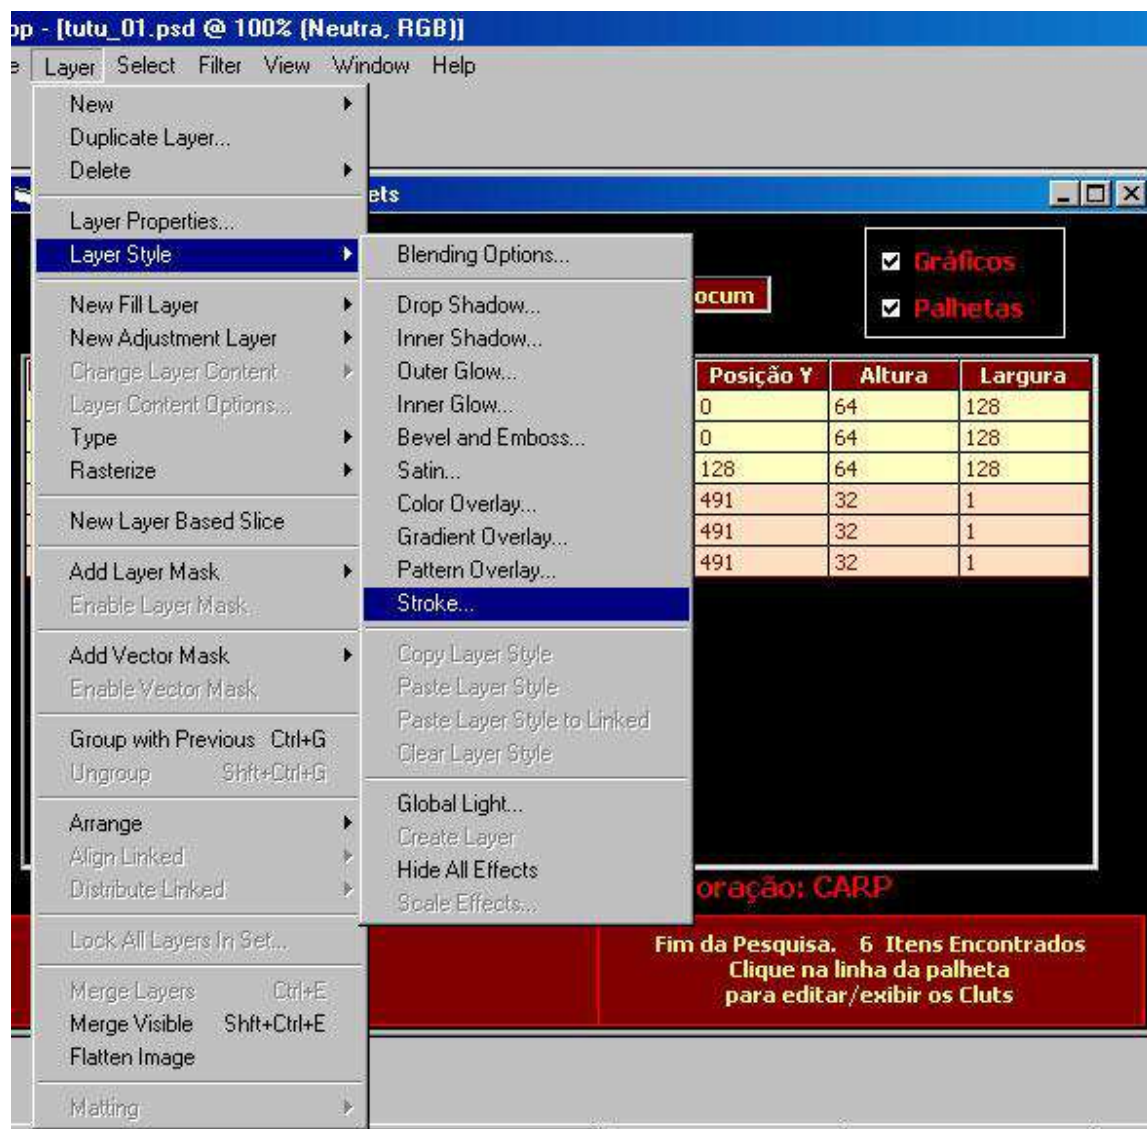 op - [tutu_01.psd @ 100% (Neutra, RGB)]
e Layer Select Filter View Window Help
New
Duplicate Layer...
Delete
Layer Properties...
Layer Style
New Fill Layer
New Adjustment Layer
Change Layer Content
Layer Content Options...
Type
Rasterize
New Layer Based Slice
Add Layer Mask
Enable Layer Mask
Add Vector Mask
Enable Vector Mask
Group with Previous Ctrl+G
Ungroup Shft+Ctrl+G
Arrange
Align Linked
Distribute Linked
Lock All Layers In Set...
Merge Layers Ctrl+E
Merge Visible Shft+Ctrl+E
Flatten Image
Matting
Blending Options...
Drop Shadow...
Inner Shadow...
Outer Glow...
Inner Glow...
Bevel and Emboss...
Satin...
Color Overlay...
Gradient Overlay...
Pattern Overlay...
Stroke...
Copy Layer Style
Paste Layer Style
Paste Layer Style to Linked
Clear Layer Style
Global Light...
Create Layer
Hide All Effects
Scale Effects...
ets
ocum
Gráficos
Palhetas
Posição Y Altura Largura
0 64 128
0 64 128
128 64 128
491 32 1
491 32 1
491 32 1
oração: CARP
Fim da Pesquisa. 6 Itens Encontrados
Clique na linha da palheta
para editar/exibir os Cluts